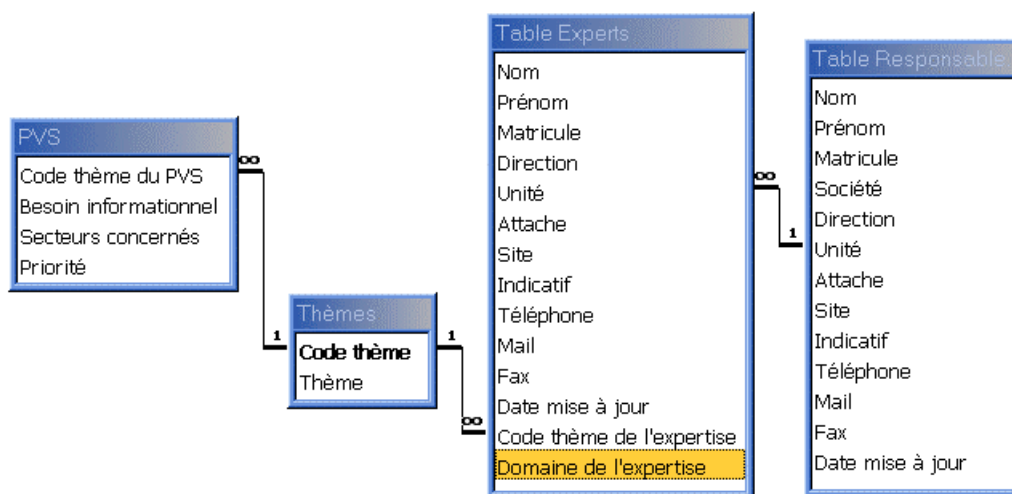 PVS
Code thème du PVS
Besoin informationnel
Secteurs concernés
Priorité
∞
1
Thèmes
Code thème
Thème
1
∞
Table Experts
Nom
Prénom
Matricule
Direction
Unité
Attache
Site
Indicatif
Téléphone
Mail
Fax
Date mise à jour
Code thème de l'expertise
Domaine de l'expertise
∞
1
Table Responsable
Nom
Prénom
Matricule
Société
Direction
Unité
Attache
Site
Indicatif
Téléphone
Mail
Fax
Date mise à jour